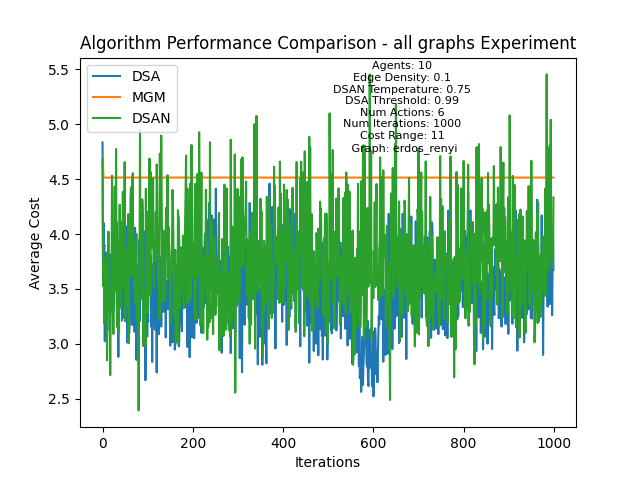 Algorithm Performance Comparison - all graphs Experiment
DSA
MGM
DSAN
Agents: 10
Edge Density: 0.1
DSAN Temperature: 0.75
DSA Threshold: 0.99
Num Actions: 6
Num Iterations: 1000
Cost Range: 11
Graph: erdos_renyi
Average Cost
5.5
5.0
4.5
4.0
3.5
3.0
2.5
0 200 400 600 800 1000
Iterations